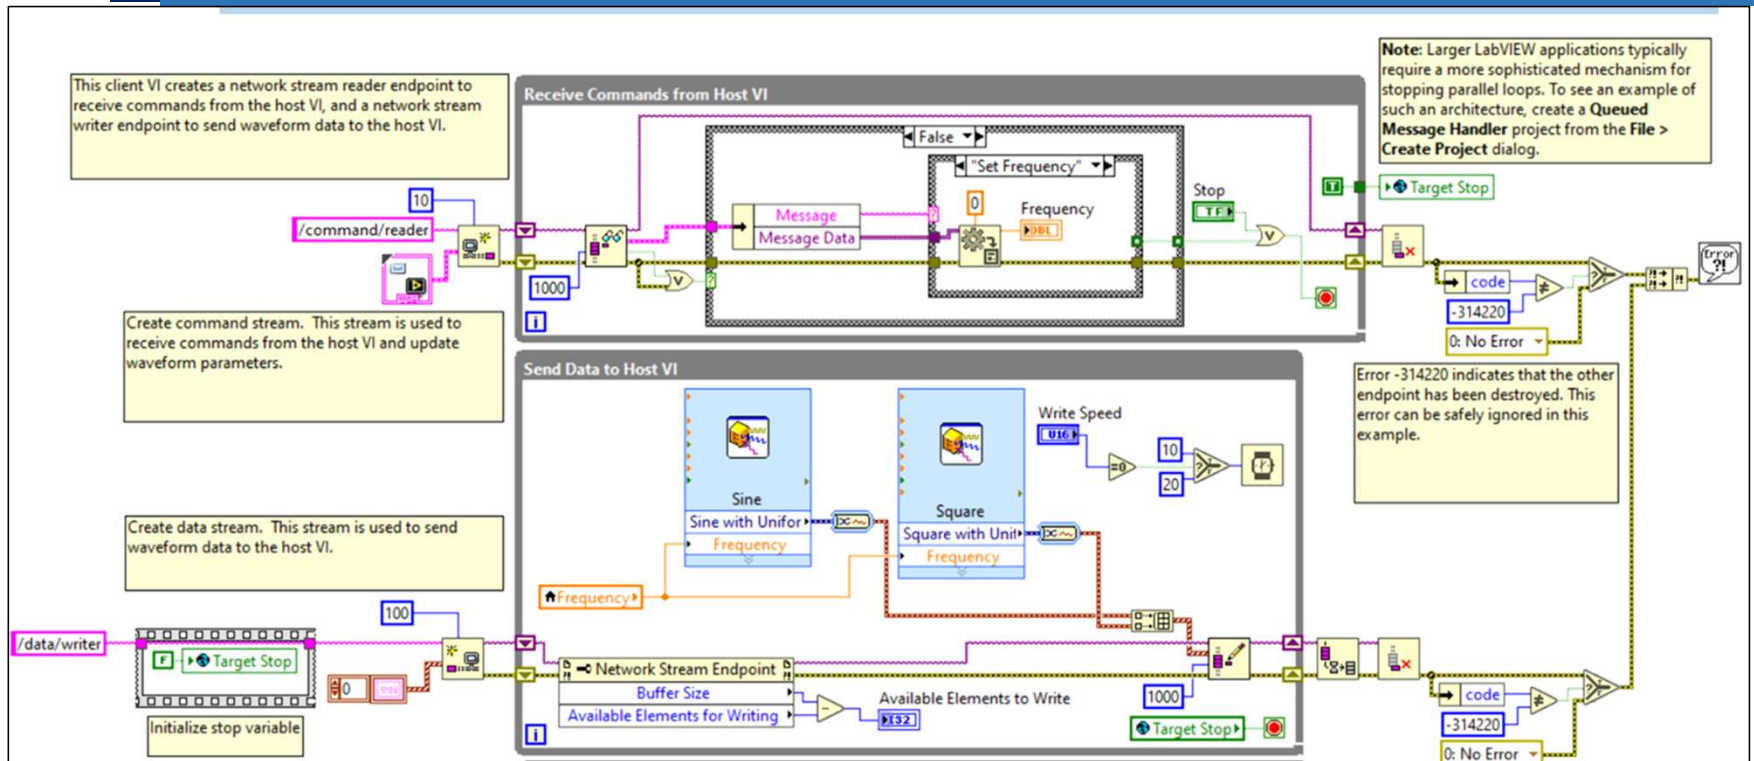 This client VI creates a network stream reader endpoint to
receive commands from the host VI, and a network stream
writer endpoint to send waveform data to the host VI.
Receive Commands from Host VI
Note: Larger LabVIEW applications typically
require a more sophisticated mechanism for
stopping parallel loops. To see an example of
such an architecture, create a Queued
Message Handler project from the File >
Create Project dialog.
False
"Set Frequency"
10
/command/reader
1000
i
Message
Message Data
0
Frequency
DBL
Stop
TF
T
Target Stop
code
-314220
0: No Error
Error
?!
Create command stream. This stream is used to
receive commands from the host VI and update
waveform parameters.
Error -314220 indicates that the other
endpoint has been destroyed. This
error can be safely ignored in this
example.
Send Data to Host VI
Sine
Sine with Unifor
Frequency
Square
Square with Unif
Frequency
Write Speed
U16
=0
10
20
Frequency
Create data stream. This stream is used to send
waveform data to the host VI.
100
/data/writer
F
Target Stop
Initialize stop variable
0
Network Stream Endpoint
Buffer Size
Available Elements for Writing
Available Elements to Write
I32
1000
Target Stop
i
code
-314220
0: No Error